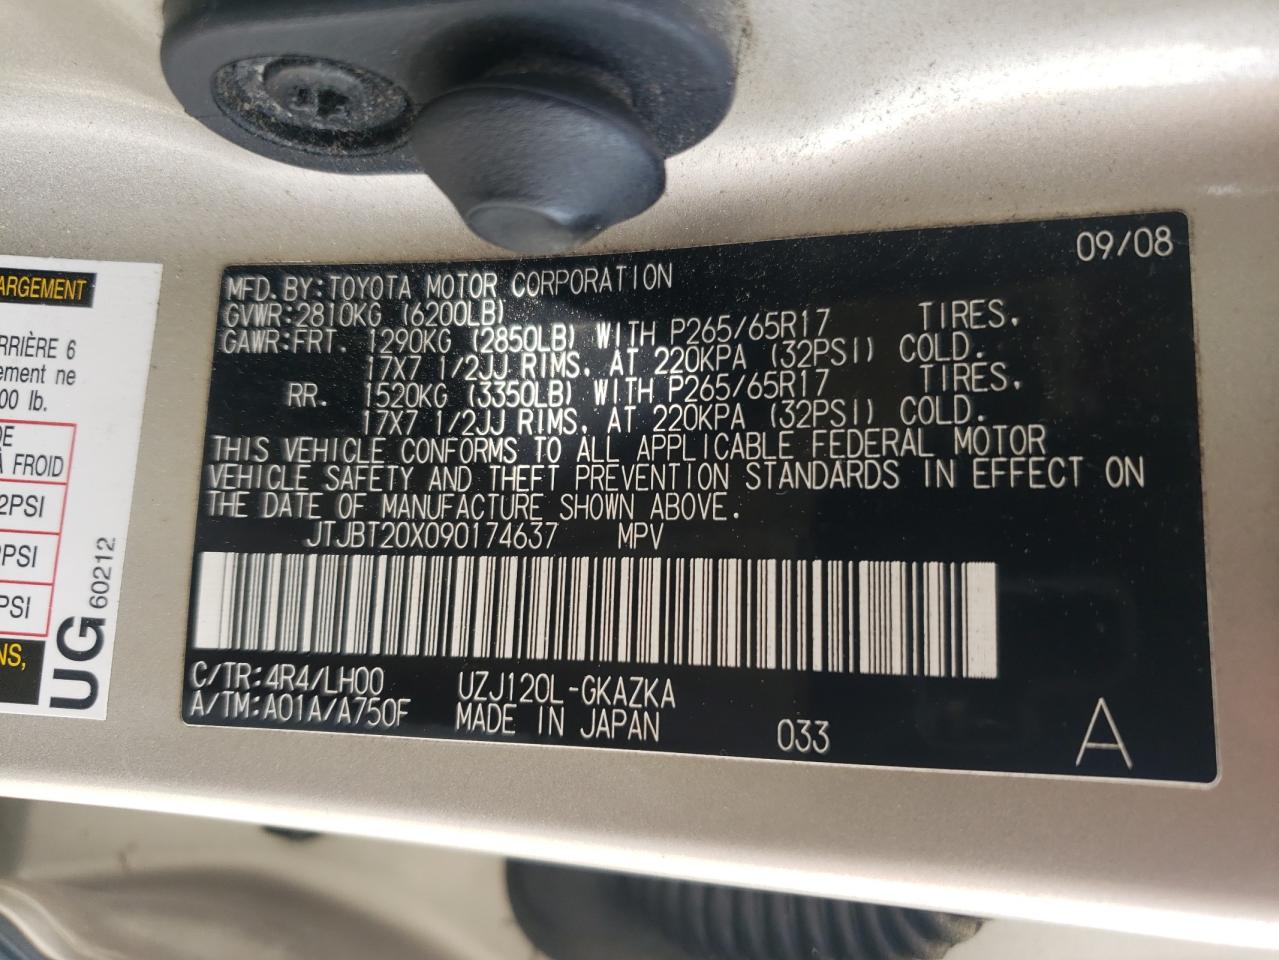 ARGEMENT
RRIÈRE 6
ement ne
00 lb.
DE
À FROID
2PSI
PSI
PSI
NS,
UG 60212
09/08
MFD. BY: TOYOTA MOTOR CORPORATION
GVWR: 2810KG (6200LB)
GAWR: FRT. 1290KG (2850LB) WITH P265/65R17 TIRES,
17X7 1/2JJ RIMS, AT 220KPA (32PSI) COLD.
RR. 1520KG (3350LB) WITH P265/65R17 TIRES,
17X7 1/2JJ RIMS, AT 220KPA (32PSI) COLD.
THIS VEHICLE CONFORMS TO ALL APPLICABLE FEDERAL MOTOR
VEHICLE SAFETY AND THEFT PREVENTION STANDARDS IN EFFECT ON
THE DATE OF MANUFACTURE SHOWN ABOVE.
JTJBT20X090174637 MPV
C/TR: 4R4/LH00 UZJ120L-GKAZKA
A/TM: A01A/A750F MADE IN JAPAN 033 A